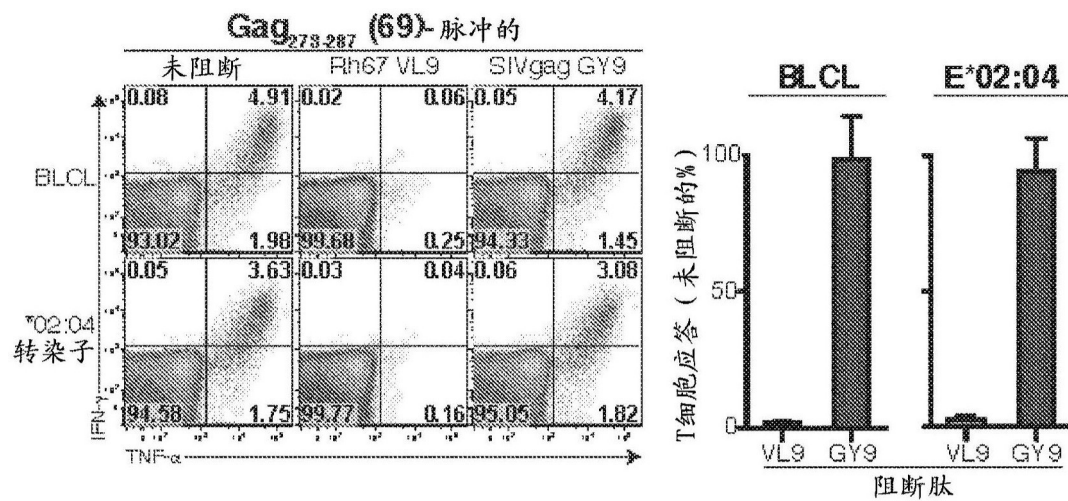 Gag273-287 (69)-脉冲的
未阻断 Rh67 VL9 SIVgag GY9
BLCL
0.08 4.91 0.02 0.06 0.05 4.17
93.02 1.98 99.68 0.25 94.33 1.45
*02:04
转染子
0.05 3.63 0.03 0.04 0.06 3.08
94.58 1.75 99.77 0.16 95.05 1.82
IFN-γ
TNF-α
BLCL E*02:04
T细胞应答（未阻断的%）
100
50
0
VL9 GY9 VL9 GY9
阻断肽